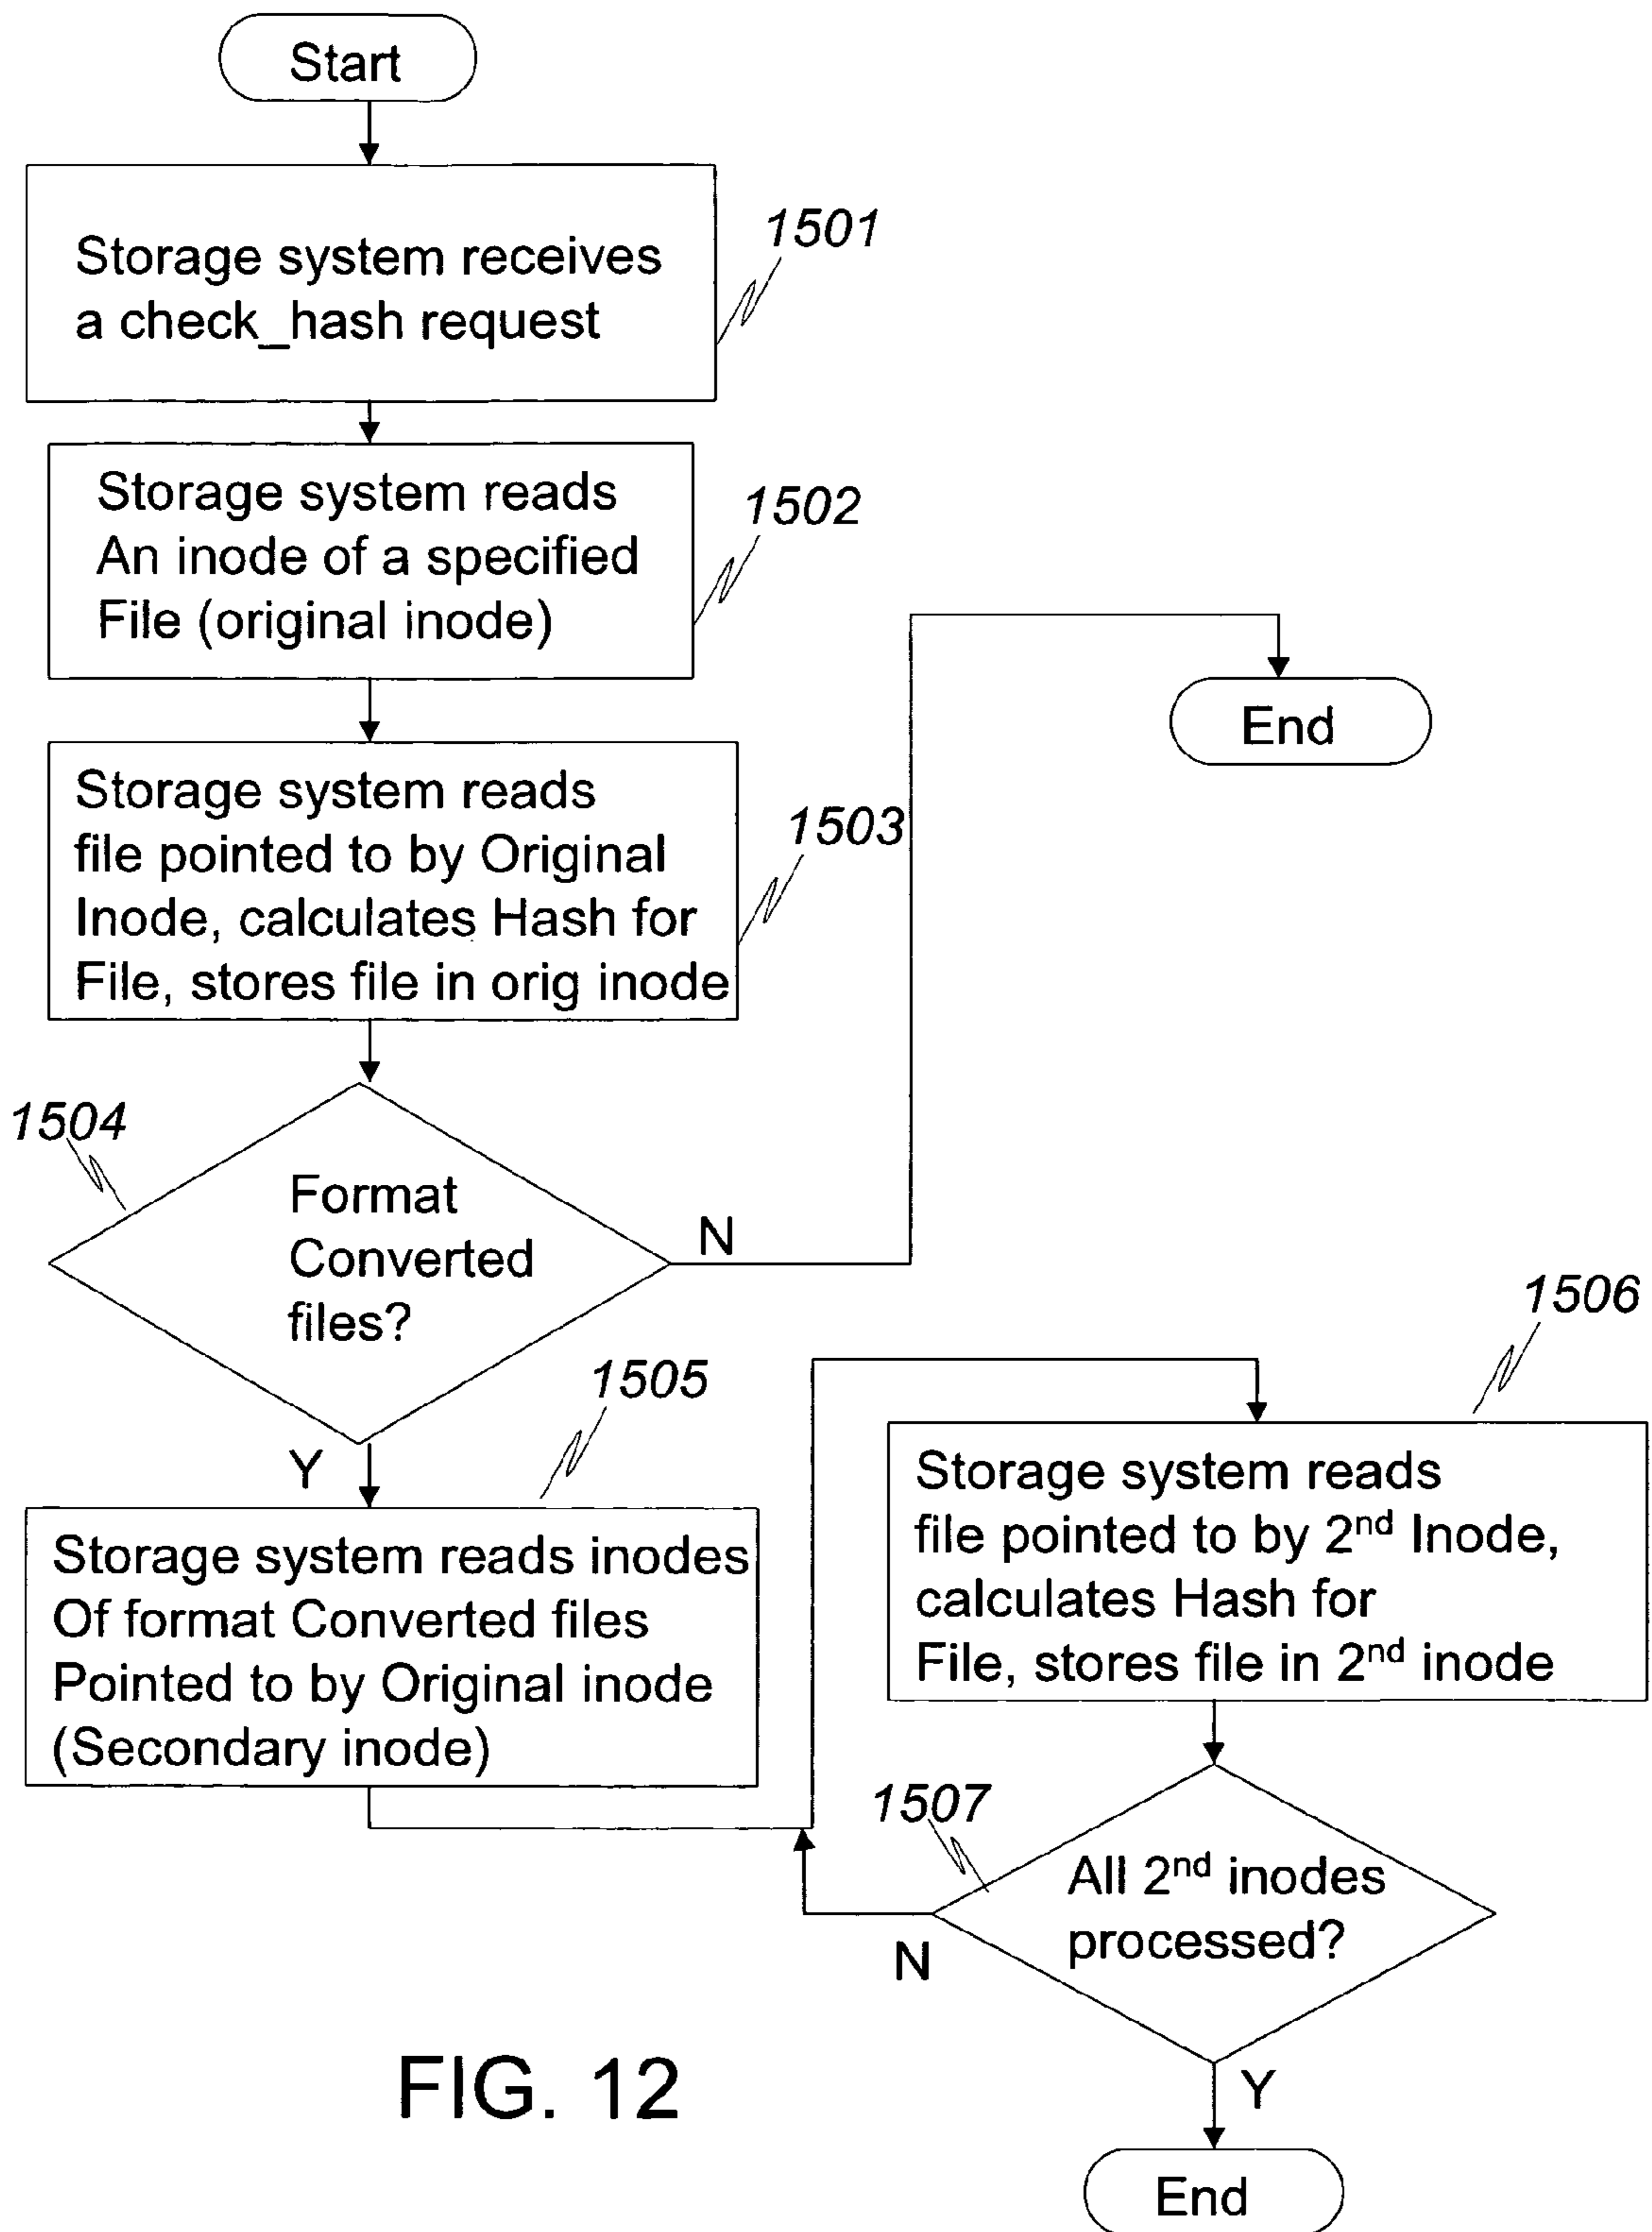 Start
Storage system receives
a check_hash request
1501
Storage system reads
An inode of a specified
File (original inode)
1502
End
Storage system reads
file pointed to by Original
Inode, calculates Hash for
File, stores file in orig inode
1503
1504
Format
Converted
files?
N
Y
1505
Storage system reads inodes
Of format Converted files
Pointed to by Original inode
(Secondary inode)
1506
Storage system reads
file pointed to by 2nd Inode,
calculates Hash for
File, stores file in 2nd inode
1507
All 2nd inodes
processed?
N
Y
End
FIG. 12